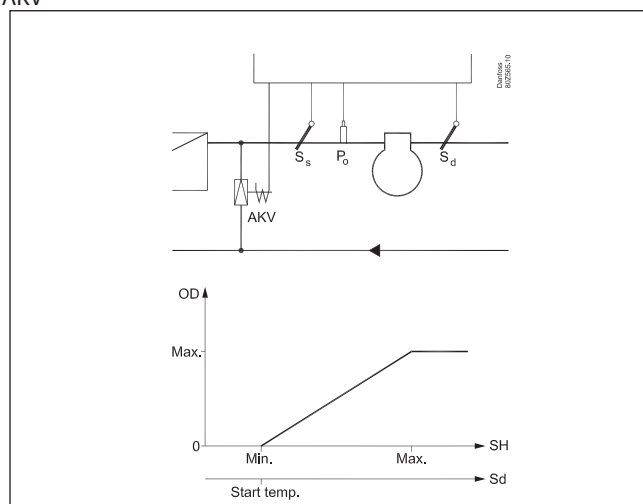 AKV
Danfoss
80Z565.10
Ss
Po
Sd
AKV
OD
Max.
0
SH
Min.
Max.
Sd
Start temp.